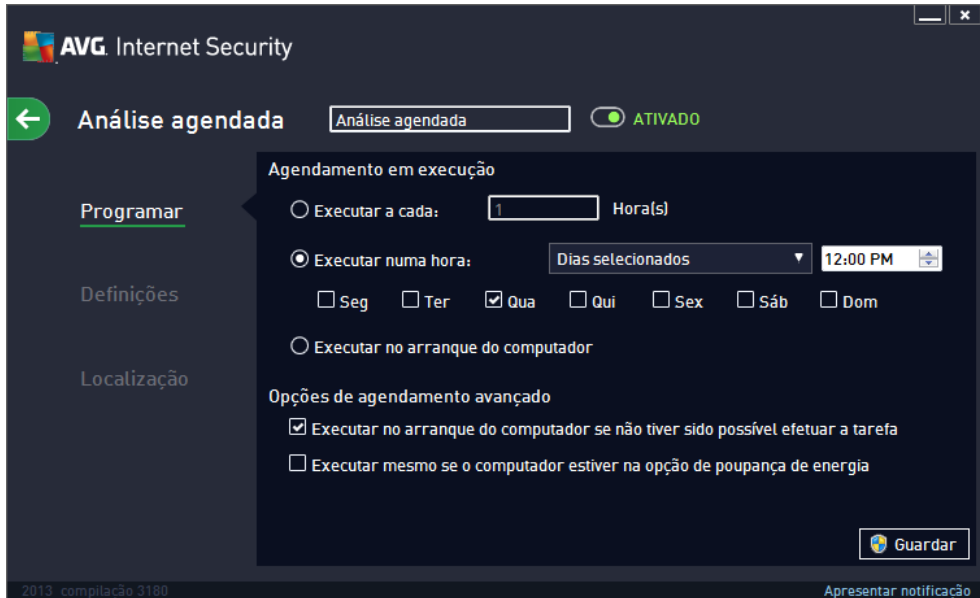 AVG. Internet Security
Análise agendada Análise agendada ATIVADO
Agendamento em execução
Programar
Executar a cada: 1 Hora(s)
Executar numa hora: Dias selecionados 12:00 PM
Seg Ter Qua Qui Sex Sáb Dom
Definições
Executar no arranque do computador
Localização
Opções de agendamento avançado
Executar no arranque do computador se não tiver sido possível efetuar a tarefa
Executar mesmo se o computador estiver na opção de poupança de energia
Guardar
2013 compilação 3180 Apresentar notificação